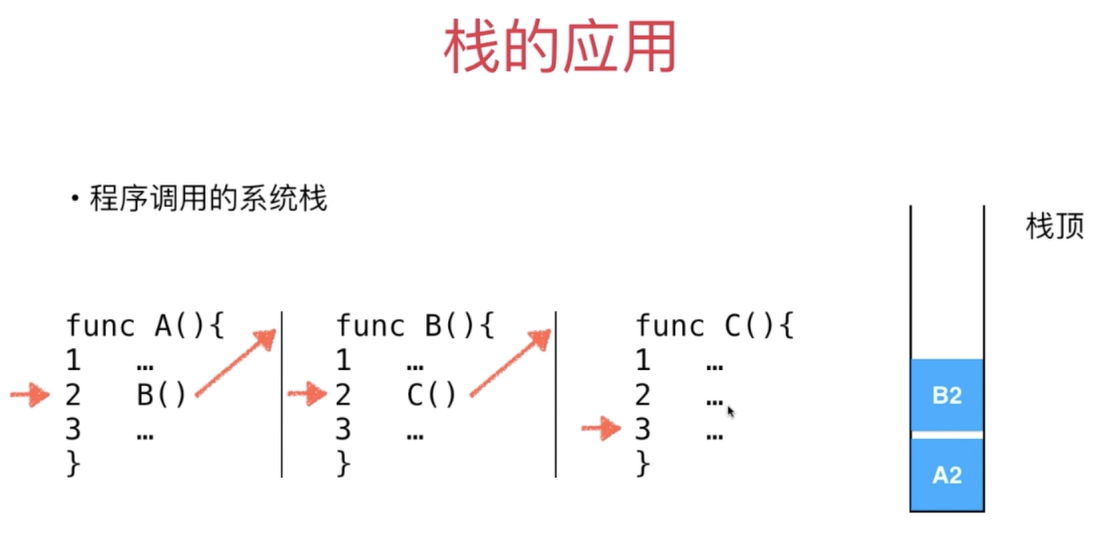 栈的应用
• 程序调用的系统栈
栈顶
func A(){
1 …
2 B()
3 …
}
func B(){
1 …
2 C()
3 …
}
func C(){
1 …
2 …
3 …
}
B2
A2